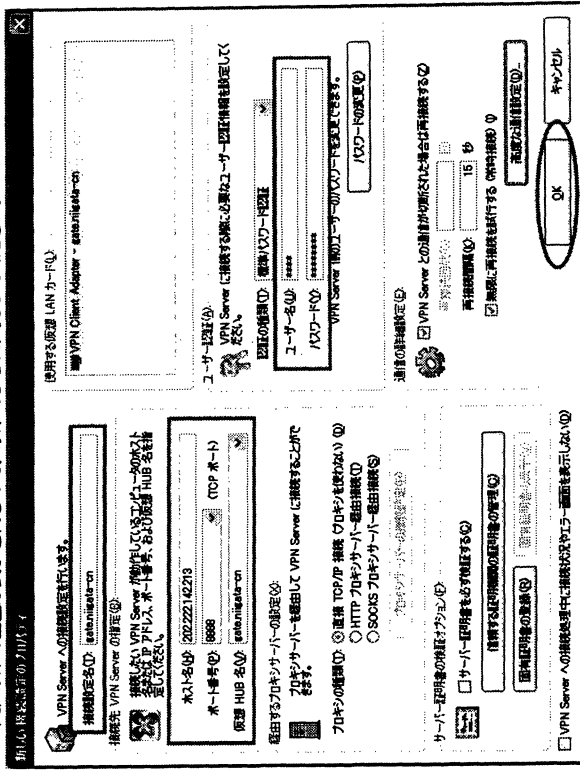 新しい接続設定のプロパティ
VPN Server への接続設定を行います。
接続設定名(T): gate.niigata-cn
接続先 VPN Server の指定(G):
接続したい VPN Server が動作しているコンピュータのホスト
名または IP アドレス、ポート番号、および仮想 HUB 名を指
定してください。
ホスト名(H): 202.222.142.213
ポート番号(P): 8888 (TCP ポート)
仮想 HUB 名(V): gate.niigata-cn
経由するプロキシサーバーの設定(X):
プロキシサーバーを経由して VPN Server に接続することがで
きます。
プロキシの種類(T): 直接 TCP/IP 接続 (プロキシを使わない) (D)
HTTP プロキシサーバー経由接続(T)
SOCKS プロキシサーバー経由接続(S)
プロキシサーバーの接続設定(C)
サーバー証明書の検証オプション(E):
サーバー証明書を必ず検証する(C)
信頼する証明機関の証明書の管理(C)
固有証明書の登録(R)
VPN Server への接続処理中に接続状況やエラー画面を表示しない(D)
使用する仮想 LAN カード(L):
VPN Client Adapter - gate.niigata-cn
ユーザー認証(A):
VPN Server に接続する際に必要なユーザー認証情報を設定してく
ださい。
認証の種類(T): 標準パスワード認証
ユーザー名(U): ****
パスワード(Y): ********
VPN Server 側のユーザーのパスワードを変更できます。
パスワードの変更(P)
通信の詳細設定(E):
VPN Server との通信が切断された場合は再接続する(Z)
再接続回数(C): 回
再接続間隔(O): 15 秒
無限に再接続を試行する (常時接続) (I)
高度な通信設定(O)...
OK
キャンセル